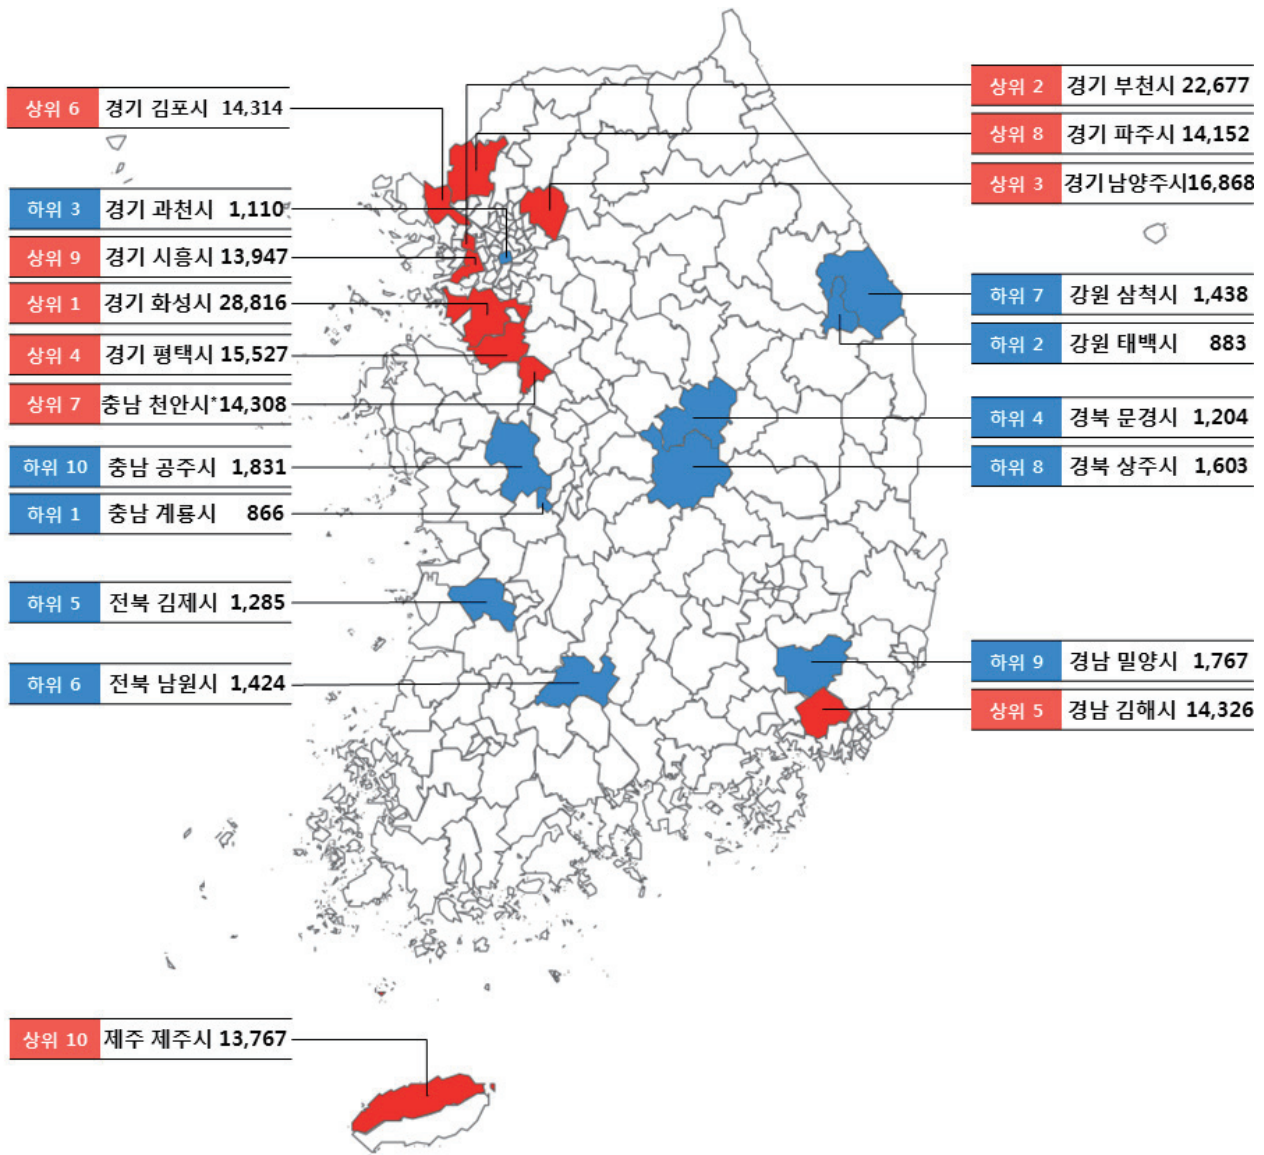 상위 6 경기 김포시 14,314
하위 3 경기 과천시 1,110
상위 9 경기 시흥시 13,947
상위 1 경기 화성시 28,816
상위 4 경기 평택시 15,527
상위 7 충남 천안시* 14,308
하위 10 충남 공주시 1,831
하위 1 충남 계룡시 866
하위 5 전북 김제시 1,285
하위 6 전북 남원시 1,424
상위 10 제주 제주시 13,767
상위 2 경기 부천시 22,677
상위 8 경기 파주시 14,152
상위 3 경기 남양주시 16,868
하위 7 강원 삼척시 1,438
하위 2 강원 태백시 883
하위 4 경북 문경시 1,204
하위 8 경북 상주시 1,603
하위 9 경남 밀양시 1,767
상위 5 경남 김해시 14,326